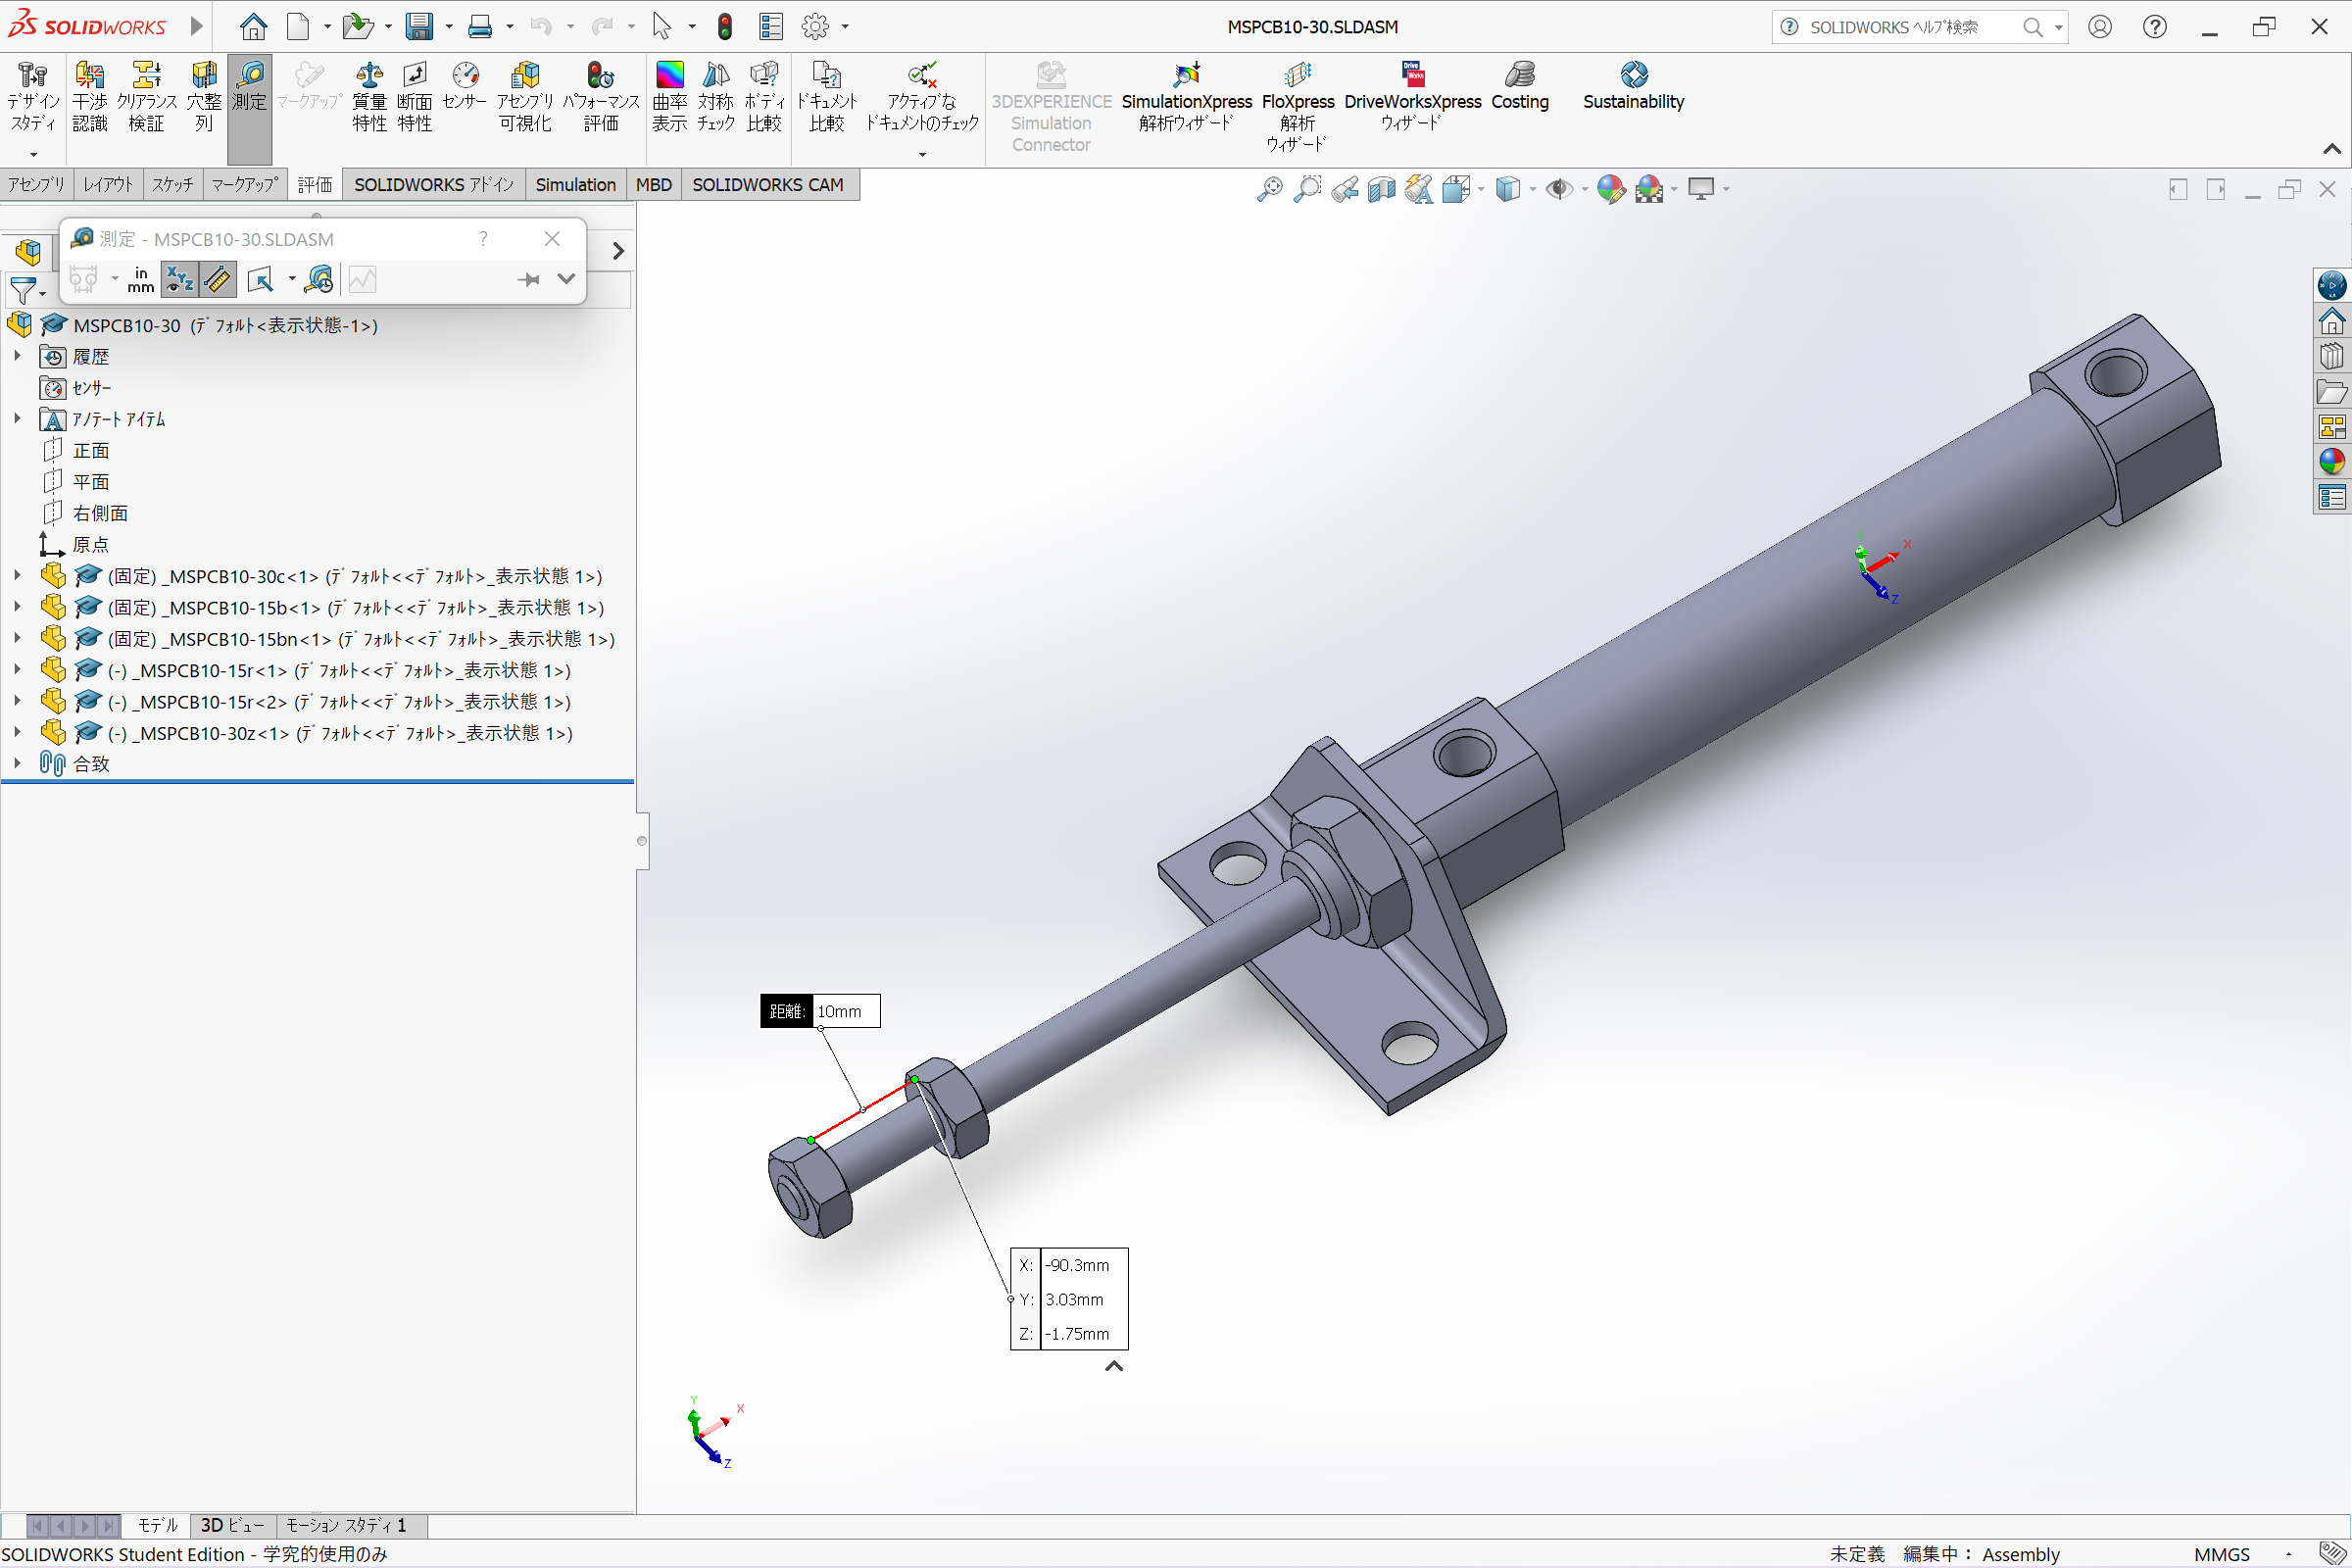 SOLIDWORKS
MSPCB10-30.SLDASM
SOLIDWORKS ﾍﾙﾌﾟ検索
デザイン
スタディ
干渉
認識
クリアランス
検証
穴整
列
測定
マークアップ
質量
特性
断面
特性
センサー
アセンブリ
可視化
パフォーマンス
評価
曲率
表示
対称
チェック
ボディ
比較
ドキュメント
比較
アクティブな
ドキュメントのチェック
3DEXPERIENCE
Simulation
Connector
SimulationXpress
解析ウィザード
FloXpress
解析
ウィザード
DriveWorksXpress
ウィザード
Costing
Sustainability
アセンブリ
レイアウト
スケッチ
マークアップ
評価
SOLIDWORKS アドイン
Simulation
MBD
SOLIDWORKS CAM
測定 - MSPCB10-30.SLDASM
?
in
mm
MSPCB10-30 (ﾃﾞﾌｫﾙﾄ<表示状態-1>)
履歴
ｾﾝｻｰ
ｱﾉﾃｰﾄ ｱｲﾃﾑ
正面
平面
右側面
原点
(固定) _MSPCB10-30c<1> (ﾃﾞﾌｫﾙﾄ<<ﾃﾞﾌｫﾙﾄ>_表示状態 1>)
(固定) _MSPCB10-15b<1> (ﾃﾞﾌｫﾙﾄ<<ﾃﾞﾌｫﾙﾄ>_表示状態 1>)
(固定) _MSPCB10-15bn<1> (ﾃﾞﾌｫﾙﾄ<<ﾃﾞﾌｫﾙﾄ>_表示状態 1>)
(-) _MSPCB10-15r<1> (ﾃﾞﾌｫﾙﾄ<<ﾃﾞﾌｫﾙﾄ>_表示状態 1>)
(-) _MSPCB10-15r<2> (ﾃﾞﾌｫﾙﾄ<<ﾃﾞﾌｫﾙﾄ>_表示状態 1>)
(-) _MSPCB10-30z<1> (ﾃﾞﾌｫﾙﾄ<<ﾃﾞﾌｫﾙﾄ>_表示状態 1>)
合致
Y
X
Z
距離: 10mm
X: -90.3mm
Y: 3.03mm
Z: -1.75mm
Y
X
Z
モデル
3D ビュー
モーション スタディ 1
SOLIDWORKS Student Edition - 学究的使用のみ
未定義
編集中： Assembly
MMGS